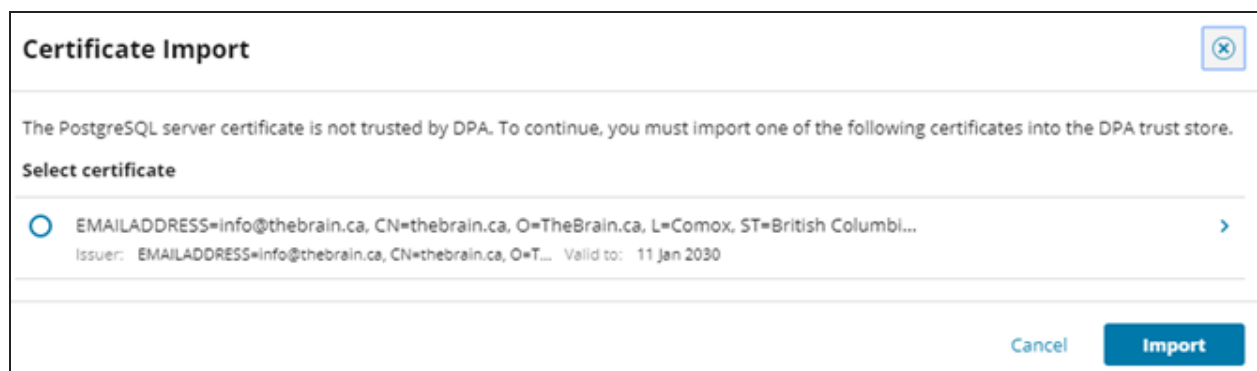 Certificate Import
The PostgreSQL server certificate is not trusted by DPA. To continue, you must import one of the following certificates into the DPA trust store.
Select certificate
EMAILADDRESS=info@thebrain.ca, CN=thebrain.ca, O=TheBrain.ca, L=Comox, ST=British Columbi...
Issuer: EMAILADDRESS=info@thebrain.ca, CN=thebrain.ca, O=T... Valid to: 11 Jan 2030
Cancel Import